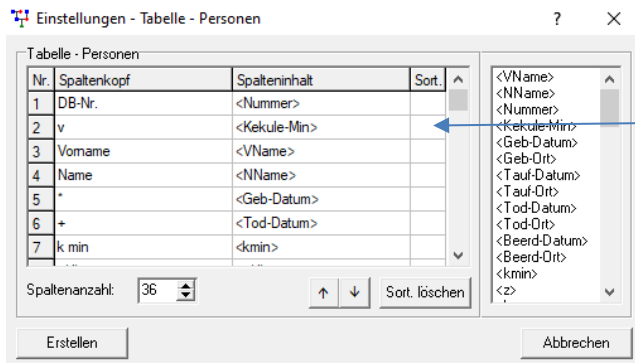 Einstellungen - Tabelle - Personen ?
Tabelle - Personen
Nr. Spaltenkopf Spalteninhalt Sort.
1 DB-Nr. <Nummer>
2 v <Kekule-Min>
3 Vorname <VName>
4 Name <NName>
5 * <Geb-Datum>
6 + <Tod-Datum>
7 k min <kmin>
Spaltenanzahl: 36 Sort. löschen
<VName>
<NName>
<Nummer>
<Kekule-Min>
<Geb-Datum>
<Geb-Ort>
<Tauf-Datum>
<Tauf-Ort>
<Tod-Datum>
<Tod-Ort>
<Beerd-Datum>
<Beerd-Ort>
<kmin>
<z>
Erstellen Abbrechen